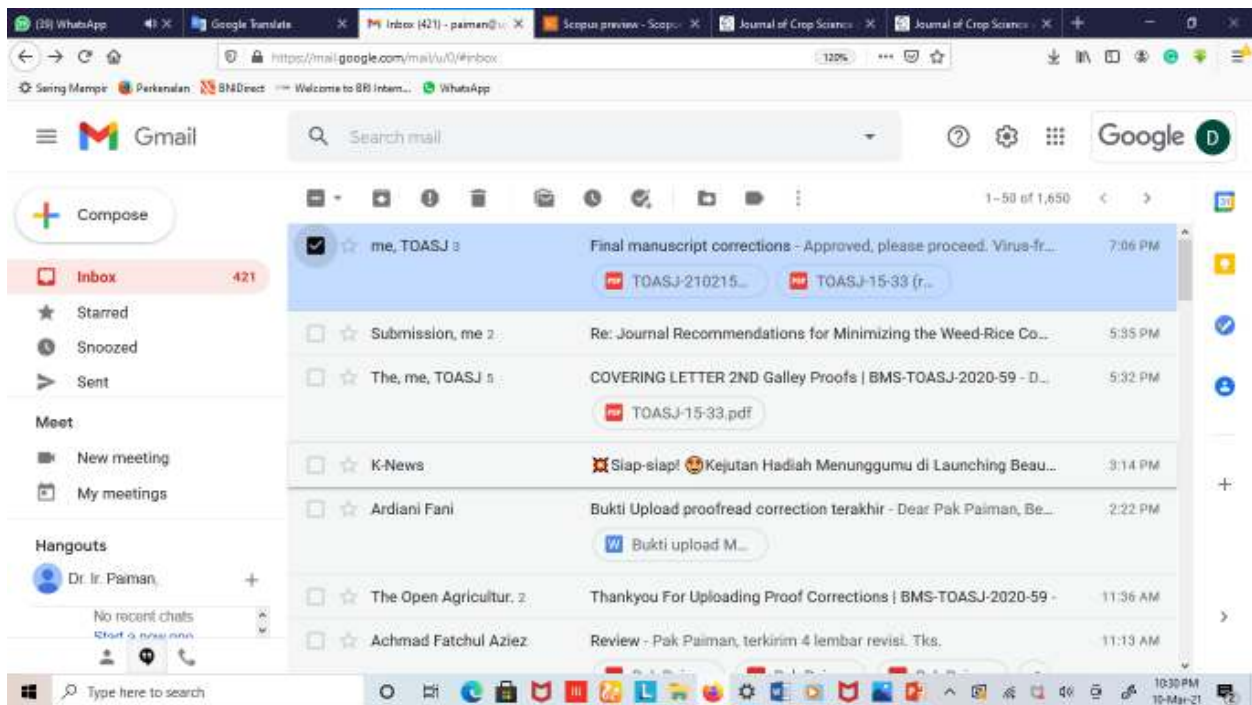 (29) WhatsApp
Google Translate
Inbox (421) - paiman@u
Scopus preview - Scopu
Journal of Crop Science
Journal of Crop Science
https://mail.google.com/mail/u/0/#inbox
120%
Sering Mampir
Perkenalan
BNIDirect
Welcome to BRI Intern...
WhatsApp
Gmail
Search mail
Google
D
Compose
1–50 of 1,650
31
Inbox 421
Starred
Snoozed
Sent
Meet
New meeting
My meetings
Hangouts
Dr. Ir. Paiman,
No recent chats
Start a new one
me, TOASJ 3
Final manuscript corrections - Approved, please proceed. Virus-fr...
7:06 PM
PDF TOASJ-210215...
PDF TOASJ-15-33 (r...
Submission, me 2
Re: Journal Recommendations for Minimizing the Weed-Rice Co...
5:35 PM
The, me, TOASJ 5
COVERING LETTER 2ND Galley Proofs | BMS-TOASJ-2020-59 - D...
5:32 PM
PDF TOASJ-15-33.pdf
K-News
Siap-siap! Kejutan Hadiah Menunggumu di Launching Beau...
3:14 PM
Ardiani Fani
Bukti Upload proofread correction terakhir - Dear Pak Paiman, Be...
2:22 PM
W Bukti upload M...
The Open Agricultur. 2
Thankyou For Uploading Proof Corrections | BMS-TOASJ-2020-59 -
11:36 AM
Achmad Fatchul Aziez
Review - Pak Paiman, terkirim 4 lembar revisi. Tks.
11:13 AM
Type here to search
10:30 PM
10-Mar-21